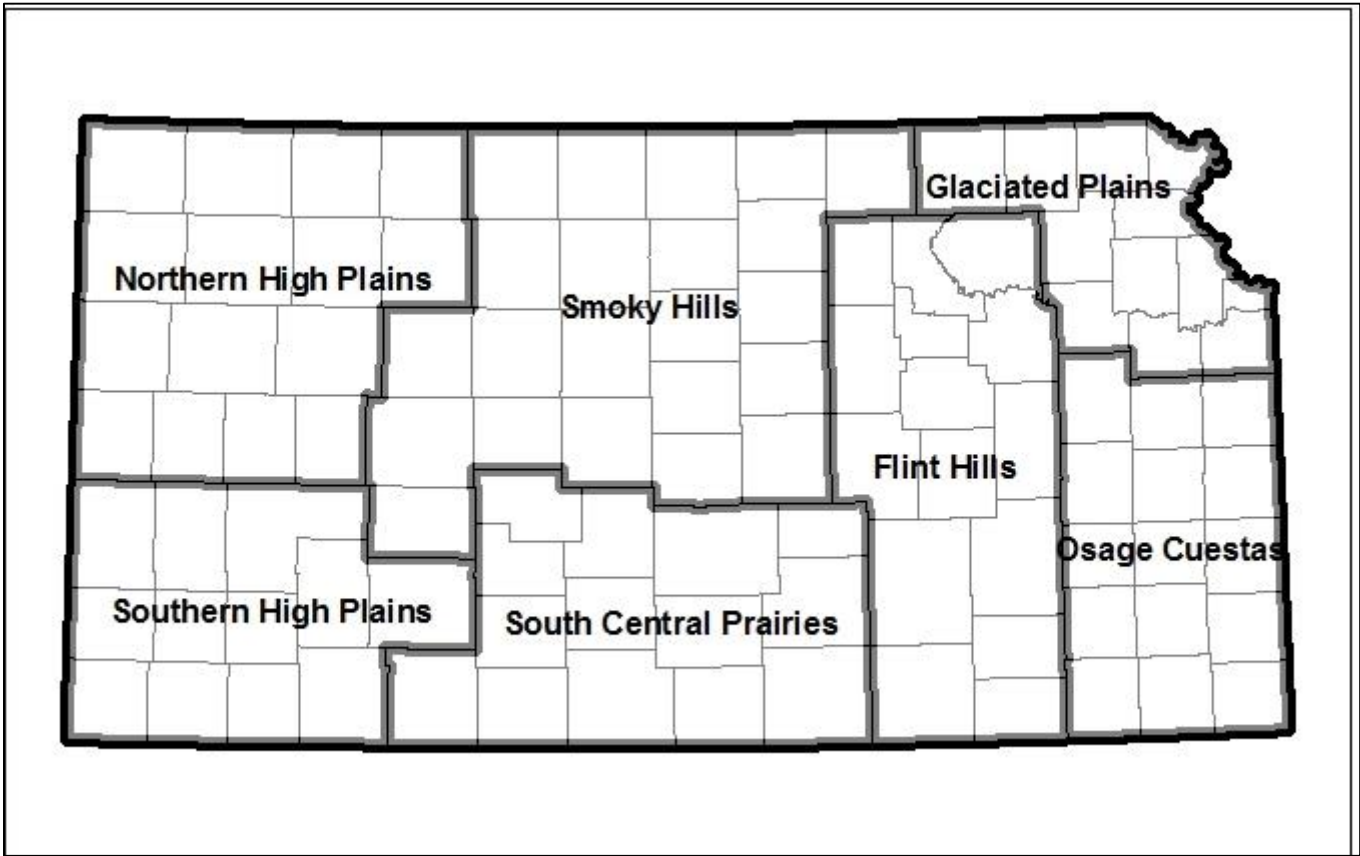 Glaciated Plains
Northern High Plains
Smoky Hills
Flint Hills
Osage Cuestas
Southern High Plains
South Central Prairies